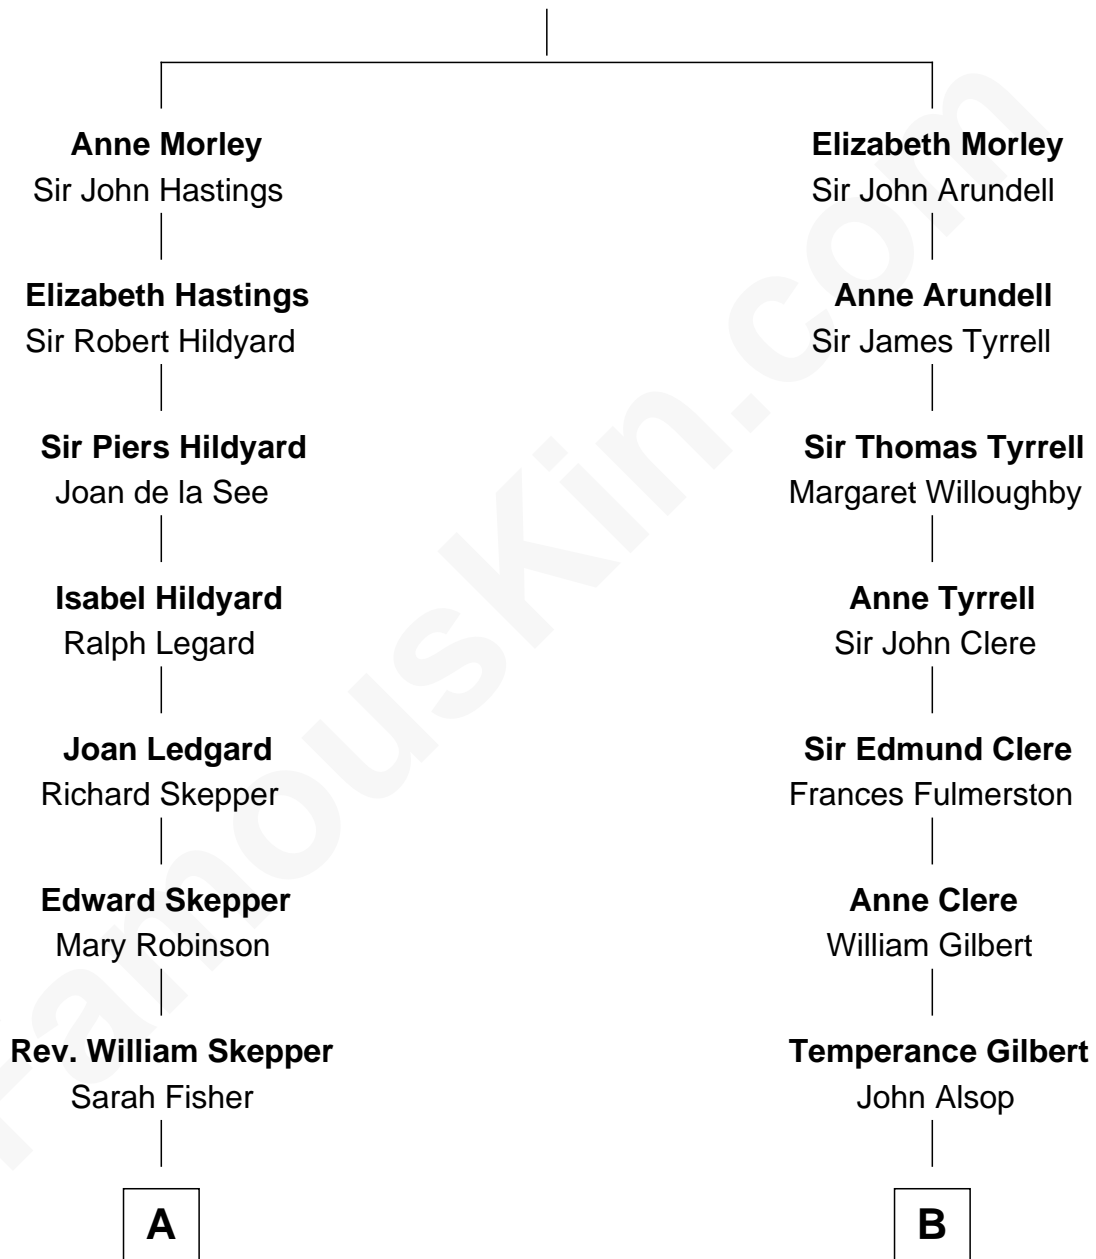 Anne Morley
Sir John Hastings
Elizabeth Hastings
Sir Robert Hildyard
Sir Piers Hildyard
Joan de la See
Isabel Hildyard
Ralph Legard
Joan Ledgard
Richard Skepper
Edward Skepper
Mary Robinson
Rev. William Skepper
Sarah Fisher
A
Elizabeth Morley
Sir John Arundell
Anne Arundell
Sir James Tyrrell
Sir Thomas Tyrrell
Margaret Willoughby
Anne Tyrrell
Sir John Clere
Sir Edmund Clere
Frances Fulmerston
Anne Clere
William Gilbert
Temperance Gilbert
John Alsop
B
FamousKin.com